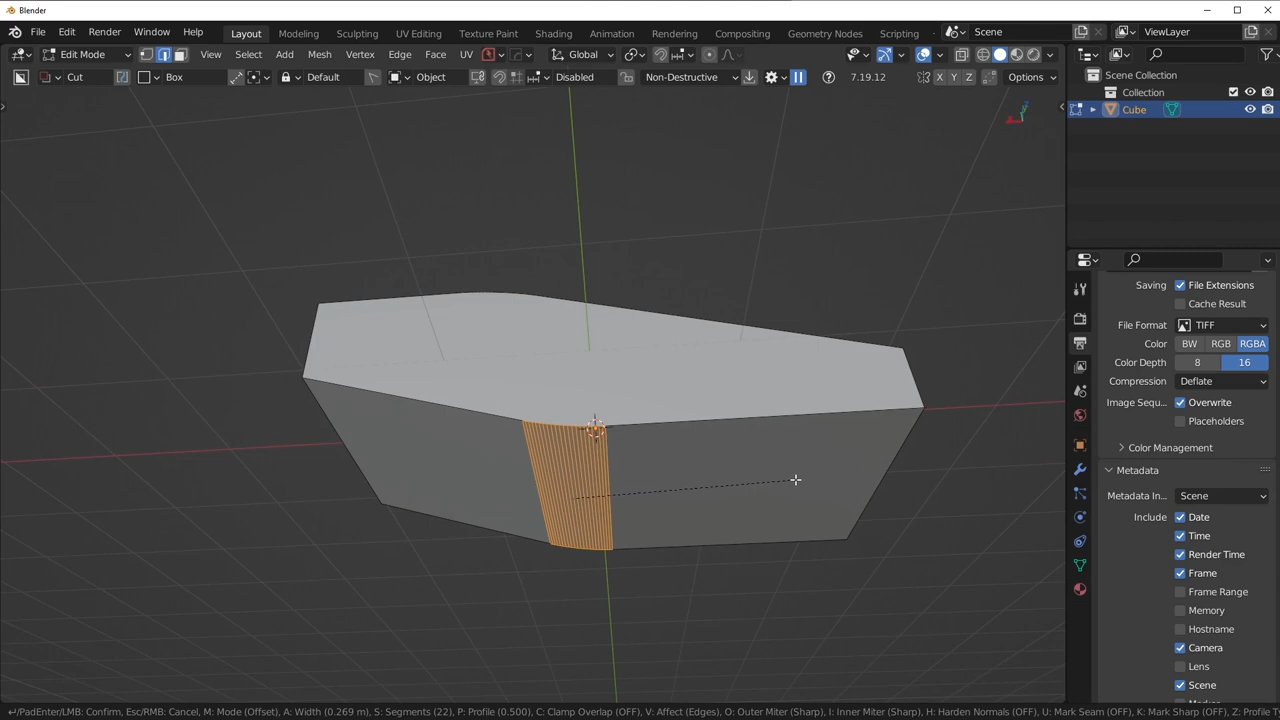 Blender
File Edit Render Window Help Layout Modeling Sculpting UV Editing Texture Paint Shading Animation Rendering Compositing Geometry Nodes Scripting Scene ViewLayer
Edit Mode View Select Add Mesh Vertex Edge Face UV Global
Cut Box Default Object Disabled Non-Destructive 7.19.12 X Y Z Options
Scene Collection
Collection
Cube
Saving File Extensions
Cache Result
File Format TIFF
Color BW RGB RGBA
Color Depth 8 16
Compression Deflate
Image Sequ... Overwrite
Placeholders
Color Management
Metadata
Metadata In... Scene
Include Date
Time
Render Time
Frame
Frame Range
Memory
Hostname
Camera
Lens
Scene
/PadEnter/LMB: Confirm, Esc/RMB: Cancel, M: Mode (Offset), A: Width (0.269 m), S: Segments (22), P: Profile (0.500), C: Clamp Overlap (OFF), V: Affect (Edges), O: Outer Miter (Sharp), I: Inner Miter (Sharp), H: Harden Normals (OFF), U: Mark Seam (OFF), K: Mark Sharp (OFF), Z: Profile T